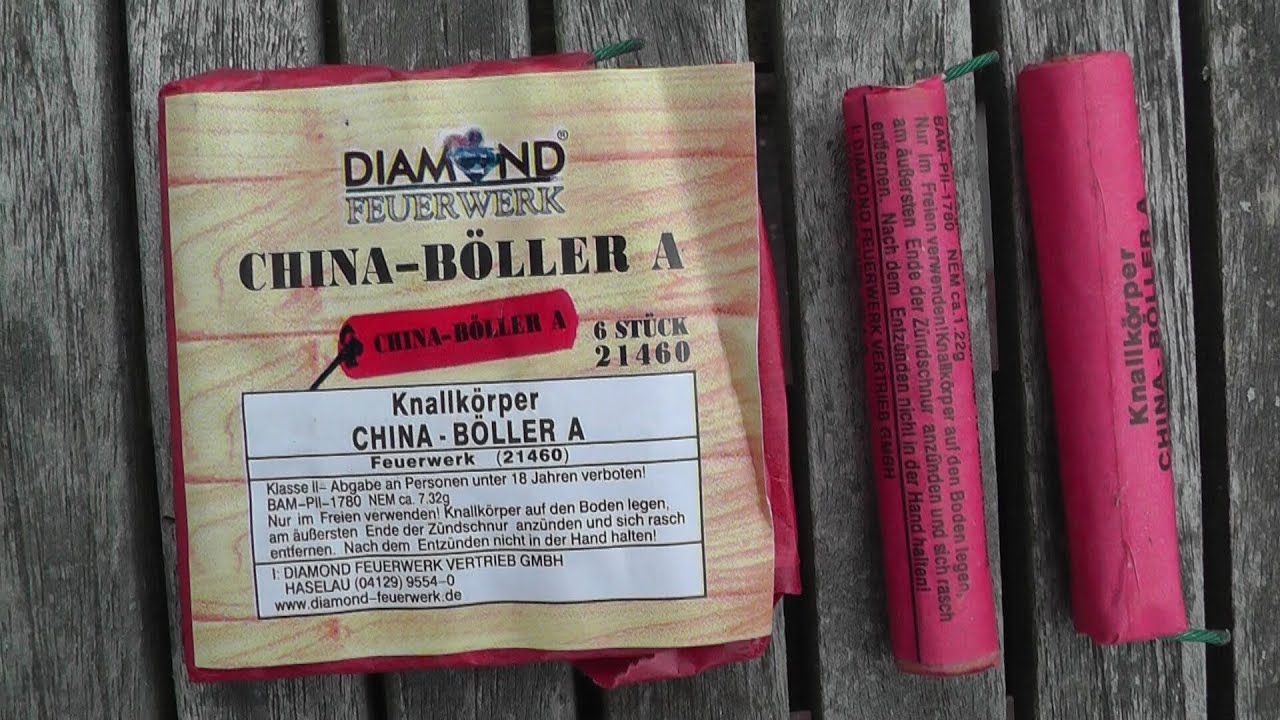 DIAMOND®
FEUERWERK
CHINA-BÖLLER A
CHINA-BÖLLER A
6 STÜCK
21460
Knallkörper
CHINA - BÖLLER A
Feuerwerk (21460)
Klasse II- Abgabe an Personen unter 18 Jahren verboten!
BAM-PII-1780 NEM ca. 7.32g
Nur im Freien verwenden! Knallkörper auf den Boden legen,
am äußersten Ende der Zündschnur anzünden und sich rasch
entfernen. Nach dem Entzünden nicht in der Hand halten!
I: DIAMOND FEUERWERK VERTRIEB GMBH
HASELAU (04129) 9554-0
www.diamond-feuerwerk.de
BAM-PII-1780 NEM ca.1.22g
Nur im Freien verwenden!Knallkörper auf den Boden legen,
am äußersten Ende der Zündschnur anzünden und sich rasch
entfernen. Nach dem Entzünden nicht in der Hand halten!
I: DIAMOND FEUERWERK VERTRIEB GMBH
Knallkörper
CHINA BÖLLER A